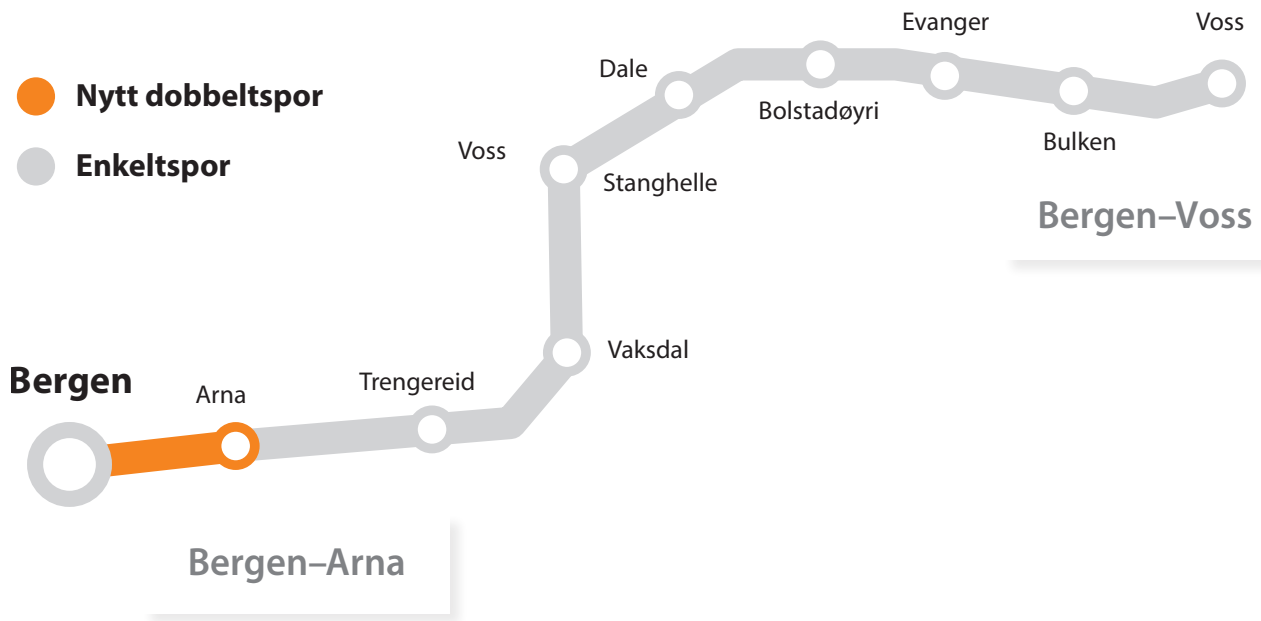 Evanger
Voss
Dale
Nytt dobbeltspor
Bolstadøyri
Bulken
Voss
Enkeltspor
Stanghelle
Bergen–Voss
Vaksdal
Bergen
Trengereid
Arna
Bergen–Arna